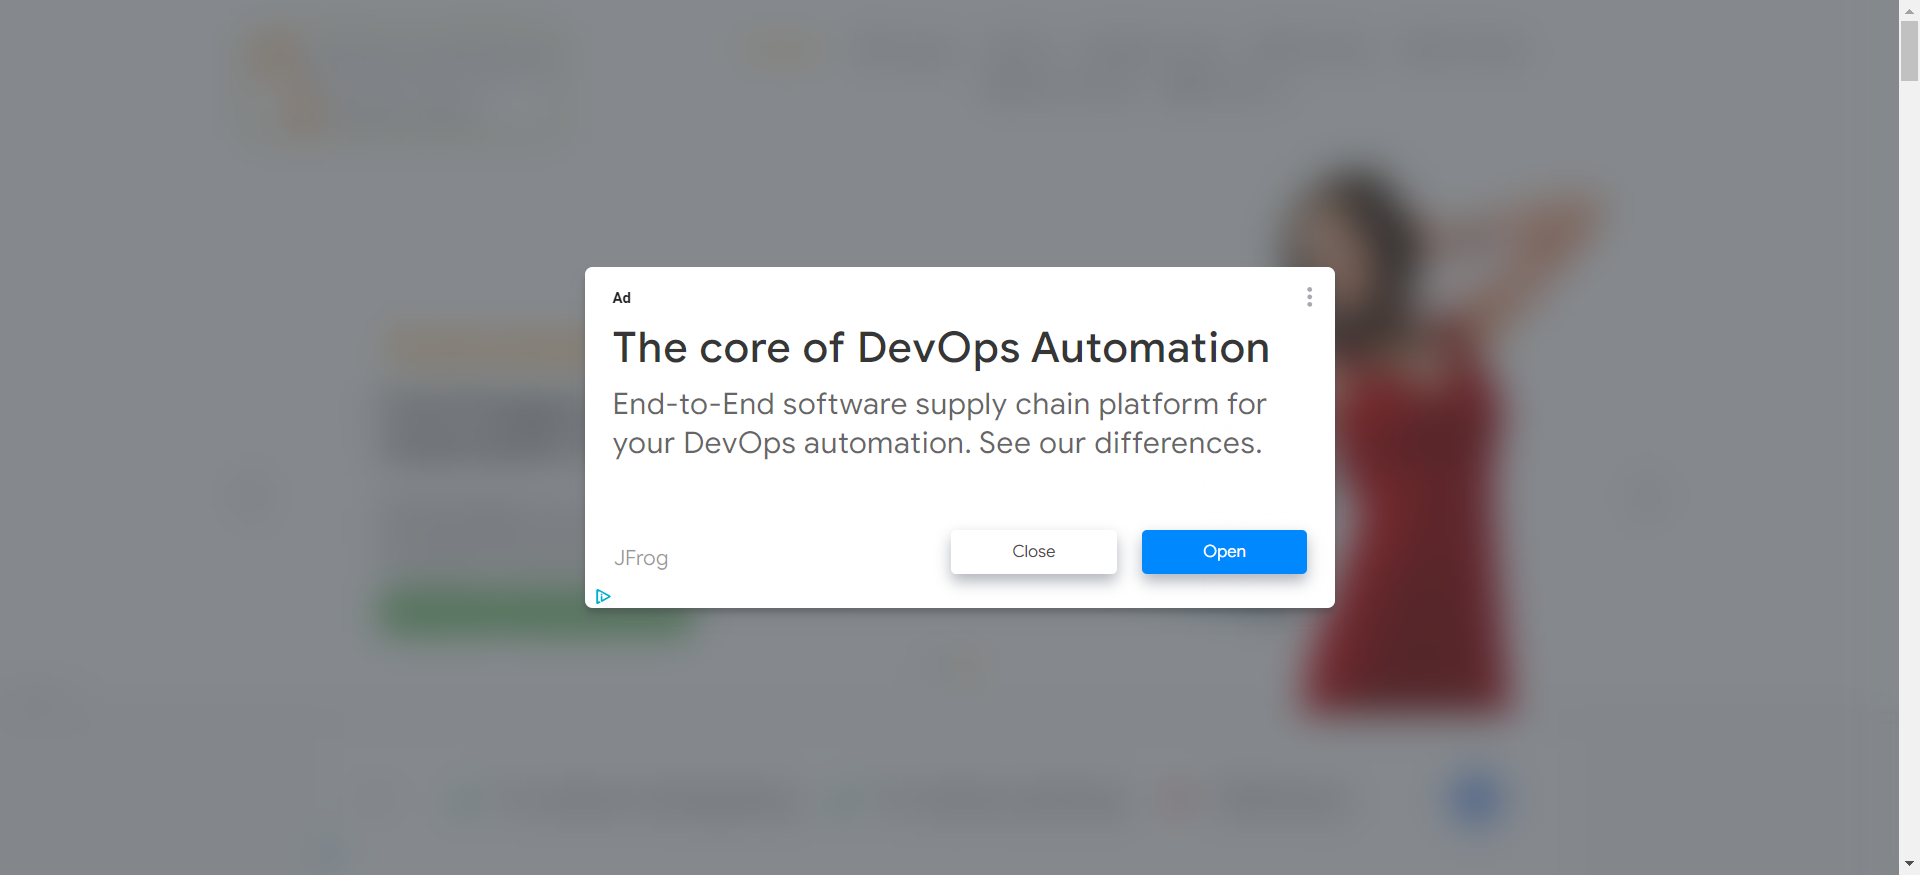 Ad
The core of DevOps Automation
End-to-End software supply chain platform for
your DevOps automation. See our differences.
JFrog
Close
Open